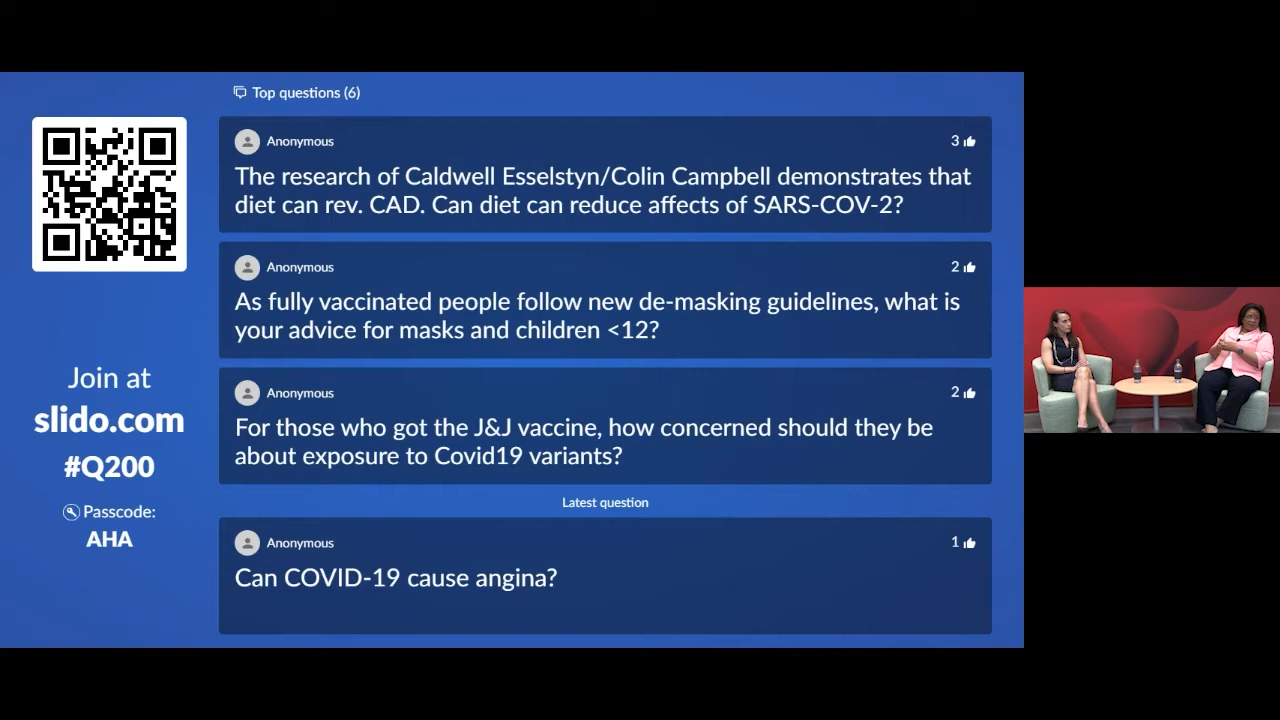 Top questions (6)
Anonymous
3
The research of Caldwell Esselstyn/Colin Campbell demonstrates that
diet can rev. CAD. Can diet can reduce affects of SARS-COV-2?
Anonymous
2
As fully vaccinated people follow new de-masking guidelines, what is
your advice for masks and children <12?
Anonymous
2
For those who got the J&J vaccine, how concerned should they be
about exposure to Covid19 variants?
Latest question
Anonymous
1
Can COVID-19 cause angina?
Join at
slido.com
#Q200
Passcode:
AHA